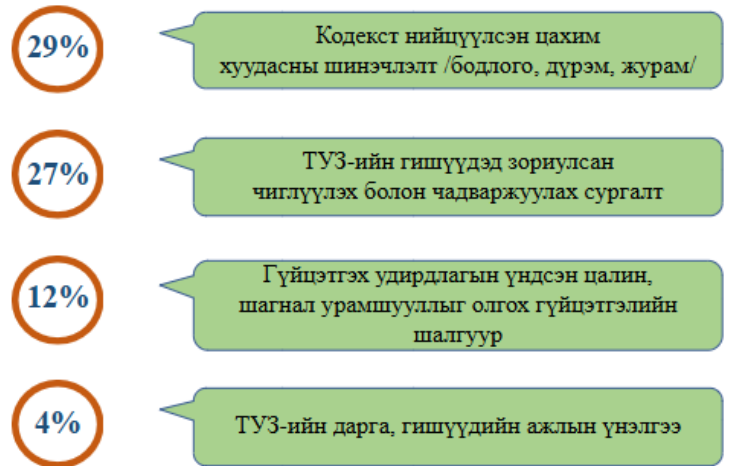 29%
Кодекст нийцүүлсэн цахим
хуудасны шинэчлэлт /бодлого, дүрэм, журам/
27%
ТУЗ-ийн гишүүдэд зориулсан
чиглүүлэх болон чадваржуулах сургалт
12%
Гүйцэтгэх удирдлагын үндсэн цалин,
шагнал урамшууллыг олгох гүйцэтгэлийн
шалгуур
4%
ТУЗ-ийн дарга, гишүүдийн ажлын үнэлгээ